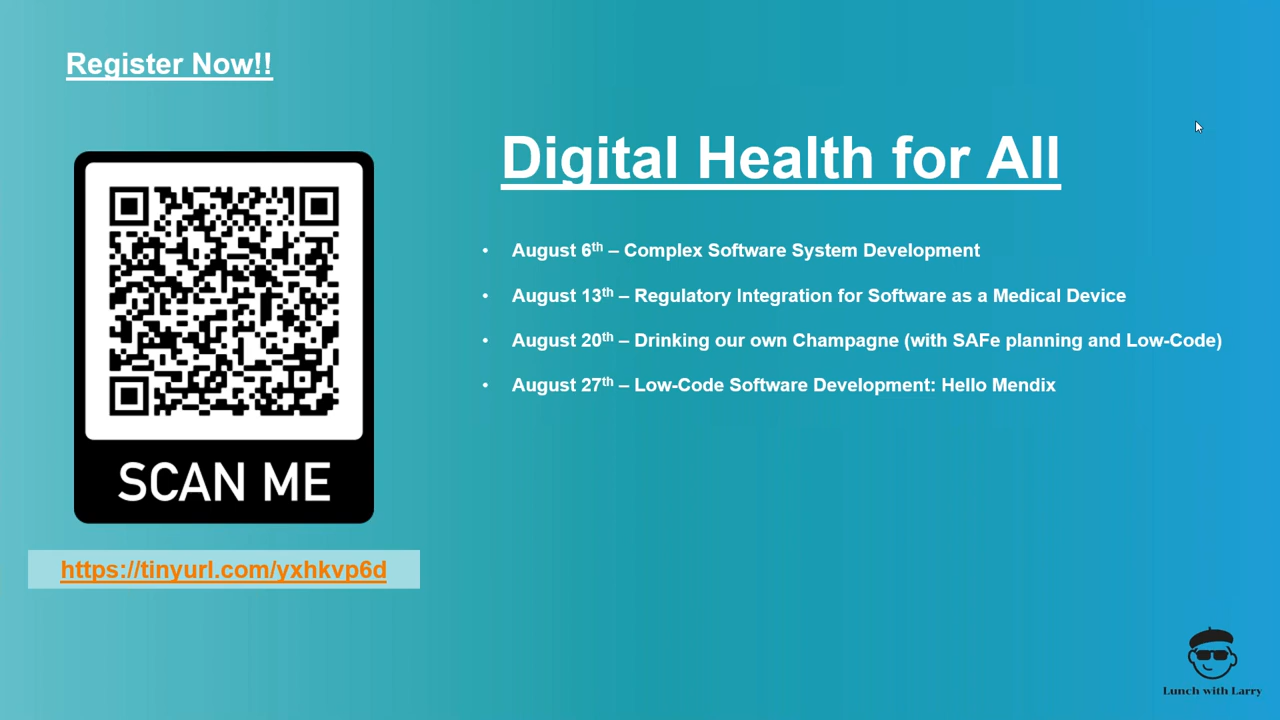 Register Now!!
Digital Health for All
• August 6th – Complex Software System Development
• August 13th – Regulatory Integration for Software as a Medical Device
• August 20th – Drinking our own Champagne (with SAFe planning and Low-Code)
• August 27th – Low-Code Software Development: Hello Mendix
SCAN ME
https://tinyurl.com/yxhkvp6d
Lunch with Larry